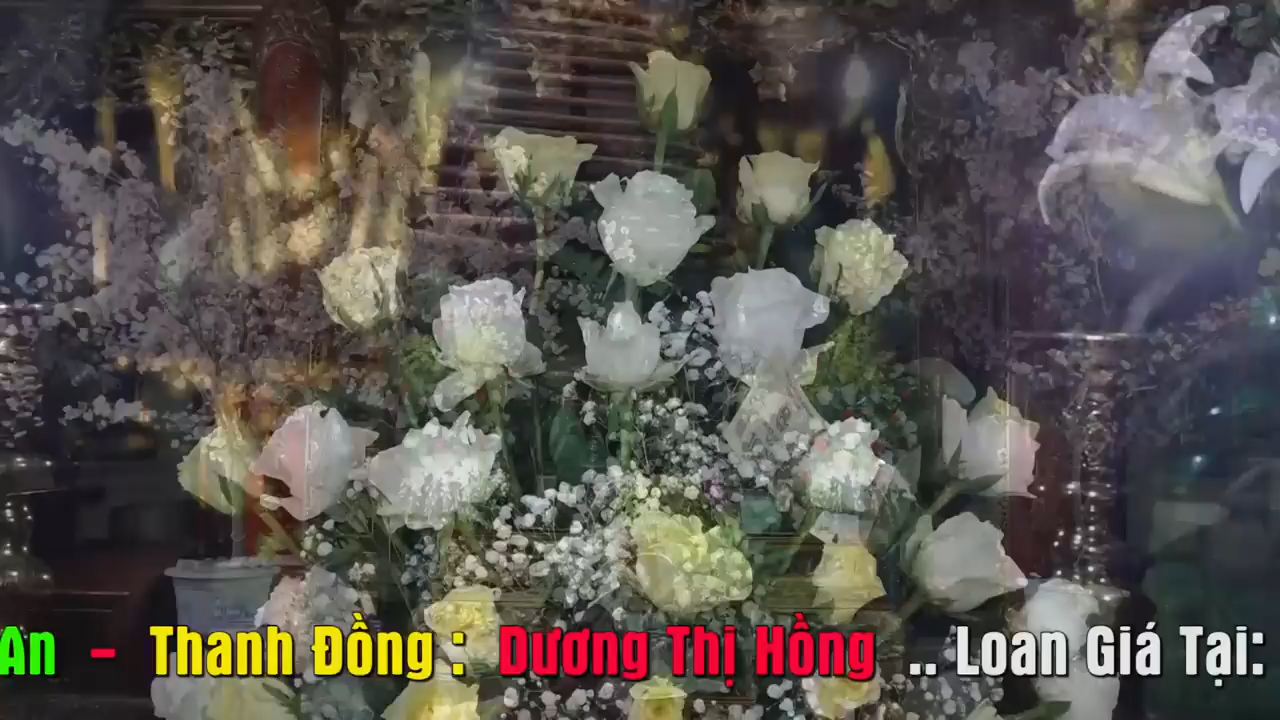 An - Thanh Đồng : Dương Thị Hồng .. Loan Giá Tại: